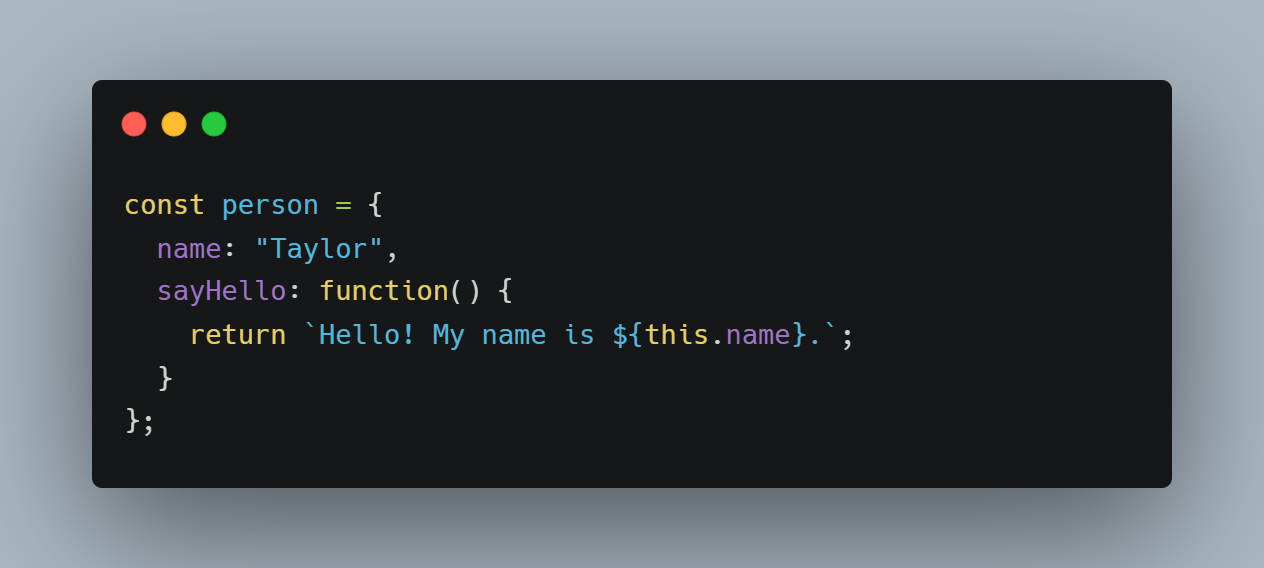 const person = {
  name: "Taylor",
  sayHello: function() {
    return `Hello! My name is ${this.name}.`;
  }
};